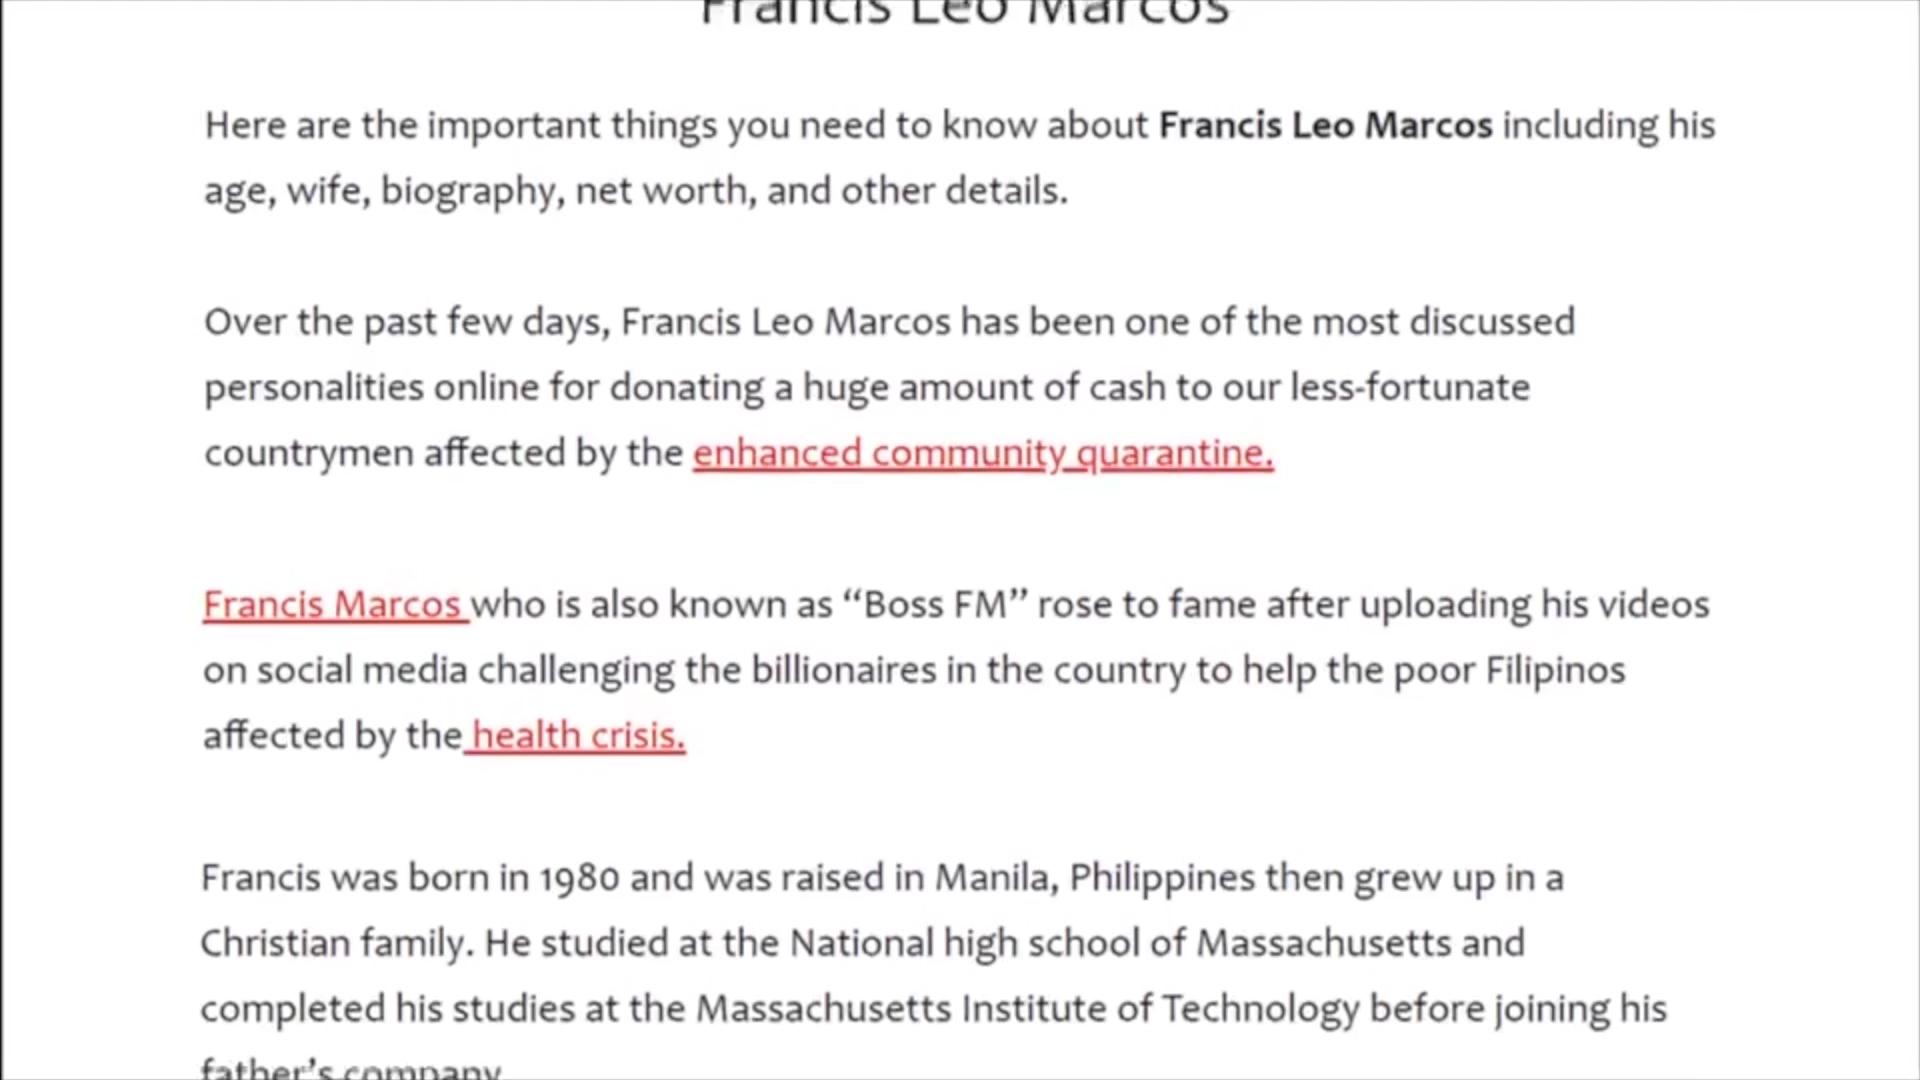 Francis Leo Marcos
Here are the important things you need to know about Francis Leo Marcos including his
age, wife, biography, net worth, and other details.
Over the past few days, Francis Leo Marcos has been one of the most discussed
personalities online for donating a huge amount of cash to our less-fortunate
countrymen affected by the enhanced community quarantine.
Francis Marcos who is also known as “Boss FM” rose to fame after uploading his videos
on social media challenging the billionaires in the country to help the poor Filipinos
affected by the health crisis.
Francis was born in 1980 and was raised in Manila, Philippines then grew up in a
Christian family. He studied at the National high school of Massachusetts and
completed his studies at the Massachusetts Institute of Technology before joining his
father’s company